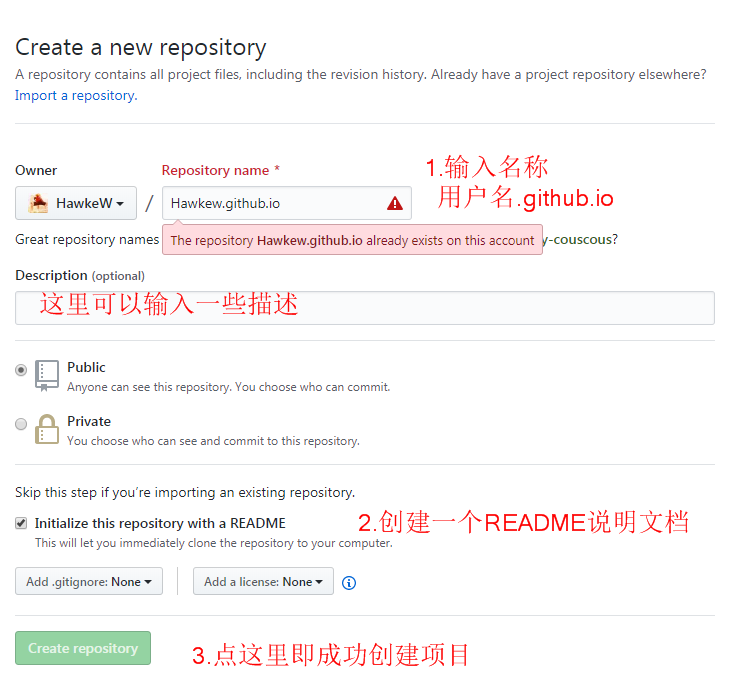 Create a new repository
A repository contains all project files, including the revision history. Already have a project repository elsewhere?
Import a repository.
Owner
Repository name *
1.输入名称
HawkeW / Hawkew.github.io
用户名.github.io
Great repository names
The repository Hawkew.github.io already exists on this account
y-couscous?
Description (optional)
这里可以输入一些描述
Public
Anyone can see this repository. You choose who can commit.
Private
You choose who can see and commit to this repository.
Skip this step if you’re importing an existing repository.
Initialize this repository with a README
2.创建一个README说明文档
This will let you immediately clone the repository to your computer.
Add .gitignore: None
Add a license: None
Create repository
3.点这里即成功创建项目